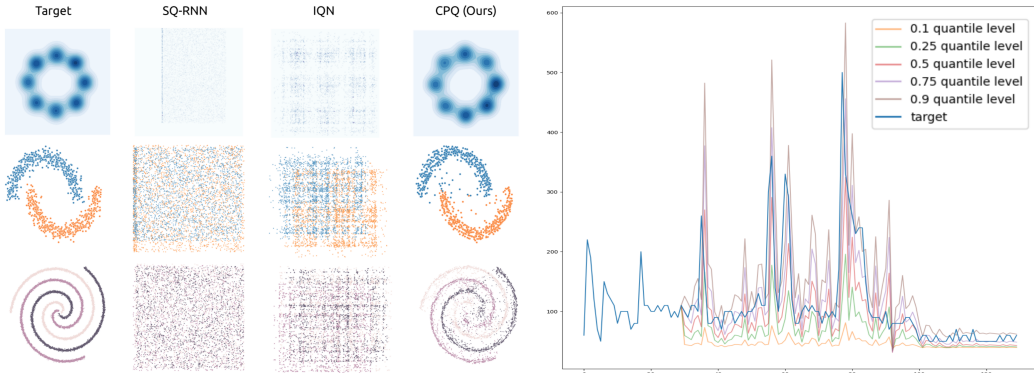 Target
SQ-RNN
IQN
CPQ (Ours)
0.1 quantile level
0.25 quantile level
0.5 quantile level
0.75 quantile level
0.9 quantile level
target
600
500
400
300
200
100